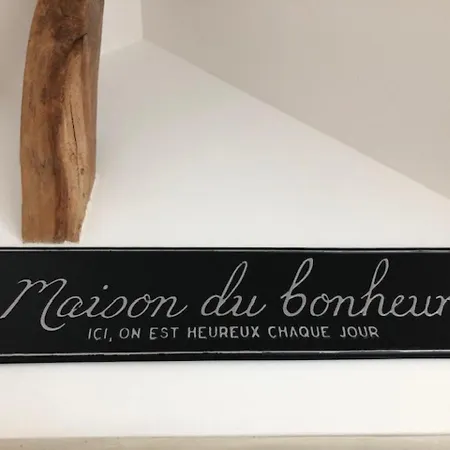 Maison du bonheur
ICI, ON EST HEUREUX CHAQUE JOUR